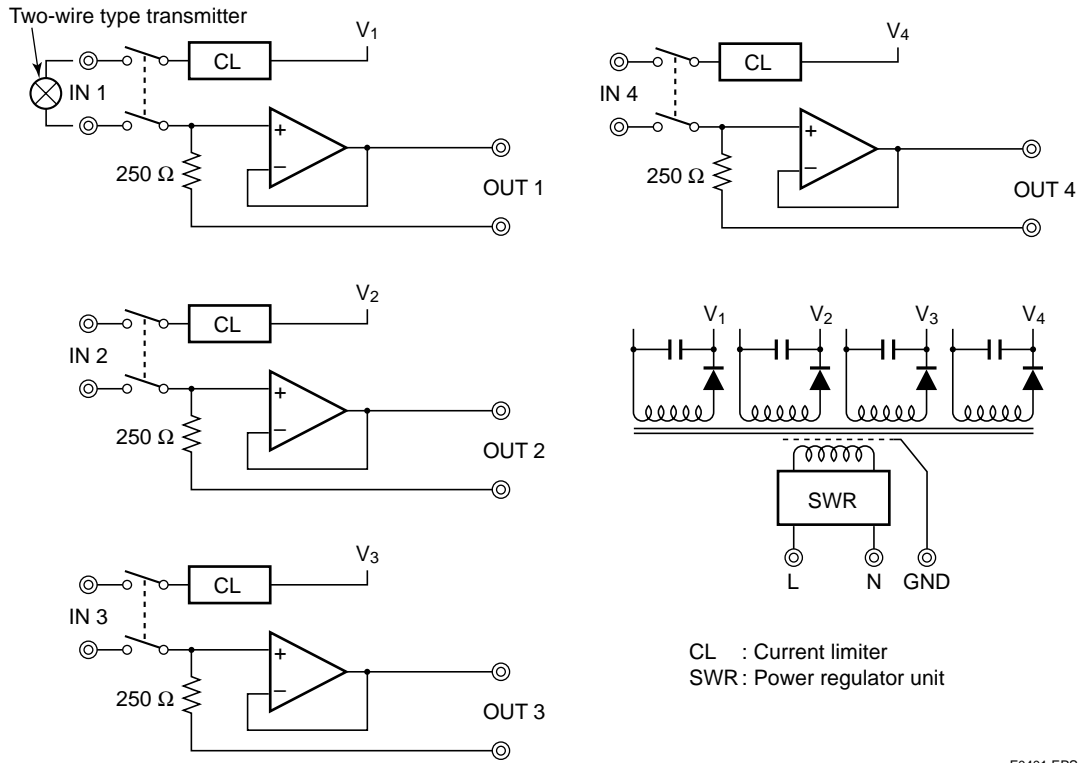 Two-wire type transmitter
V1
CL
IN 1
+
−
250 Ω
OUT 1
V4
CL
IN 4
+
−
250 Ω
OUT 4
V2
CL
IN 2
+
−
250 Ω
OUT 2
V1 V2 V3 V4
SWR
L N GND
V3
CL
IN 3
+
−
250 Ω
OUT 3
CL : Current limiter
SWR : Power regulator unit